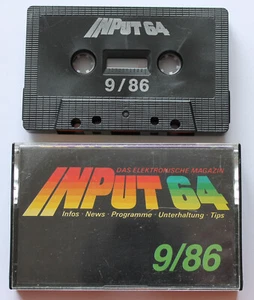 INPUT 64
9/86
DAS ELEKTRONISCHE MAGAZIN
INPUT 64
Infos · News · Programme · Unterhaltung · Tips
9/86